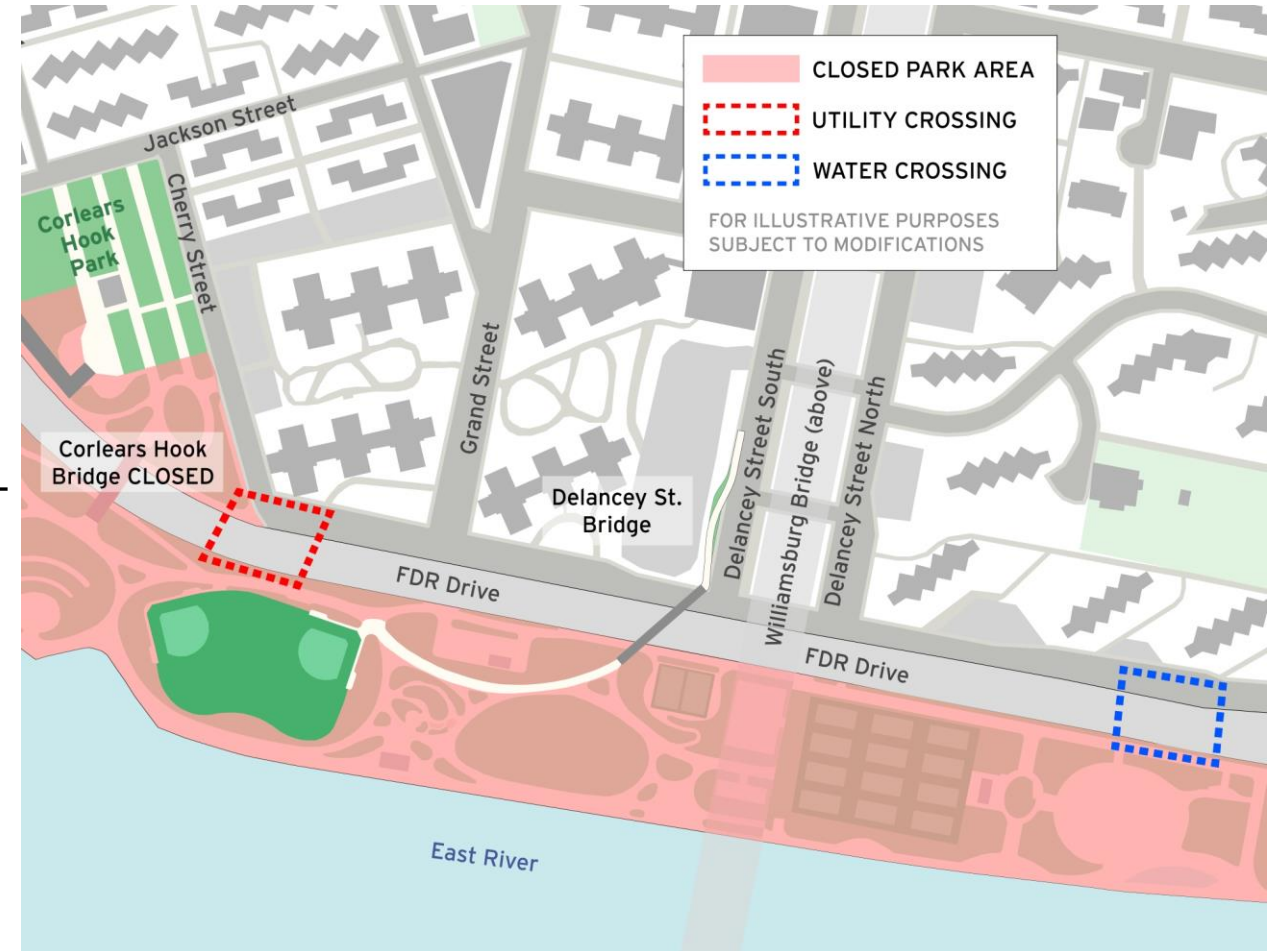 CLOSED PARK AREA
UTILITY CROSSING
WATER CROSSING
FOR ILLUSTRATIVE PURPOSES
SUBJECT TO MODIFICATIONS
Jackson Street
Corlears
Hook
Park
Cherry Street
Grand Street
Delancey Street South
Williamsburg Bridge (above)
Delancey Street North
Corlears Hook
Bridge CLOSED
Delancey St.
Bridge
FDR Drive
FDR Drive
East River